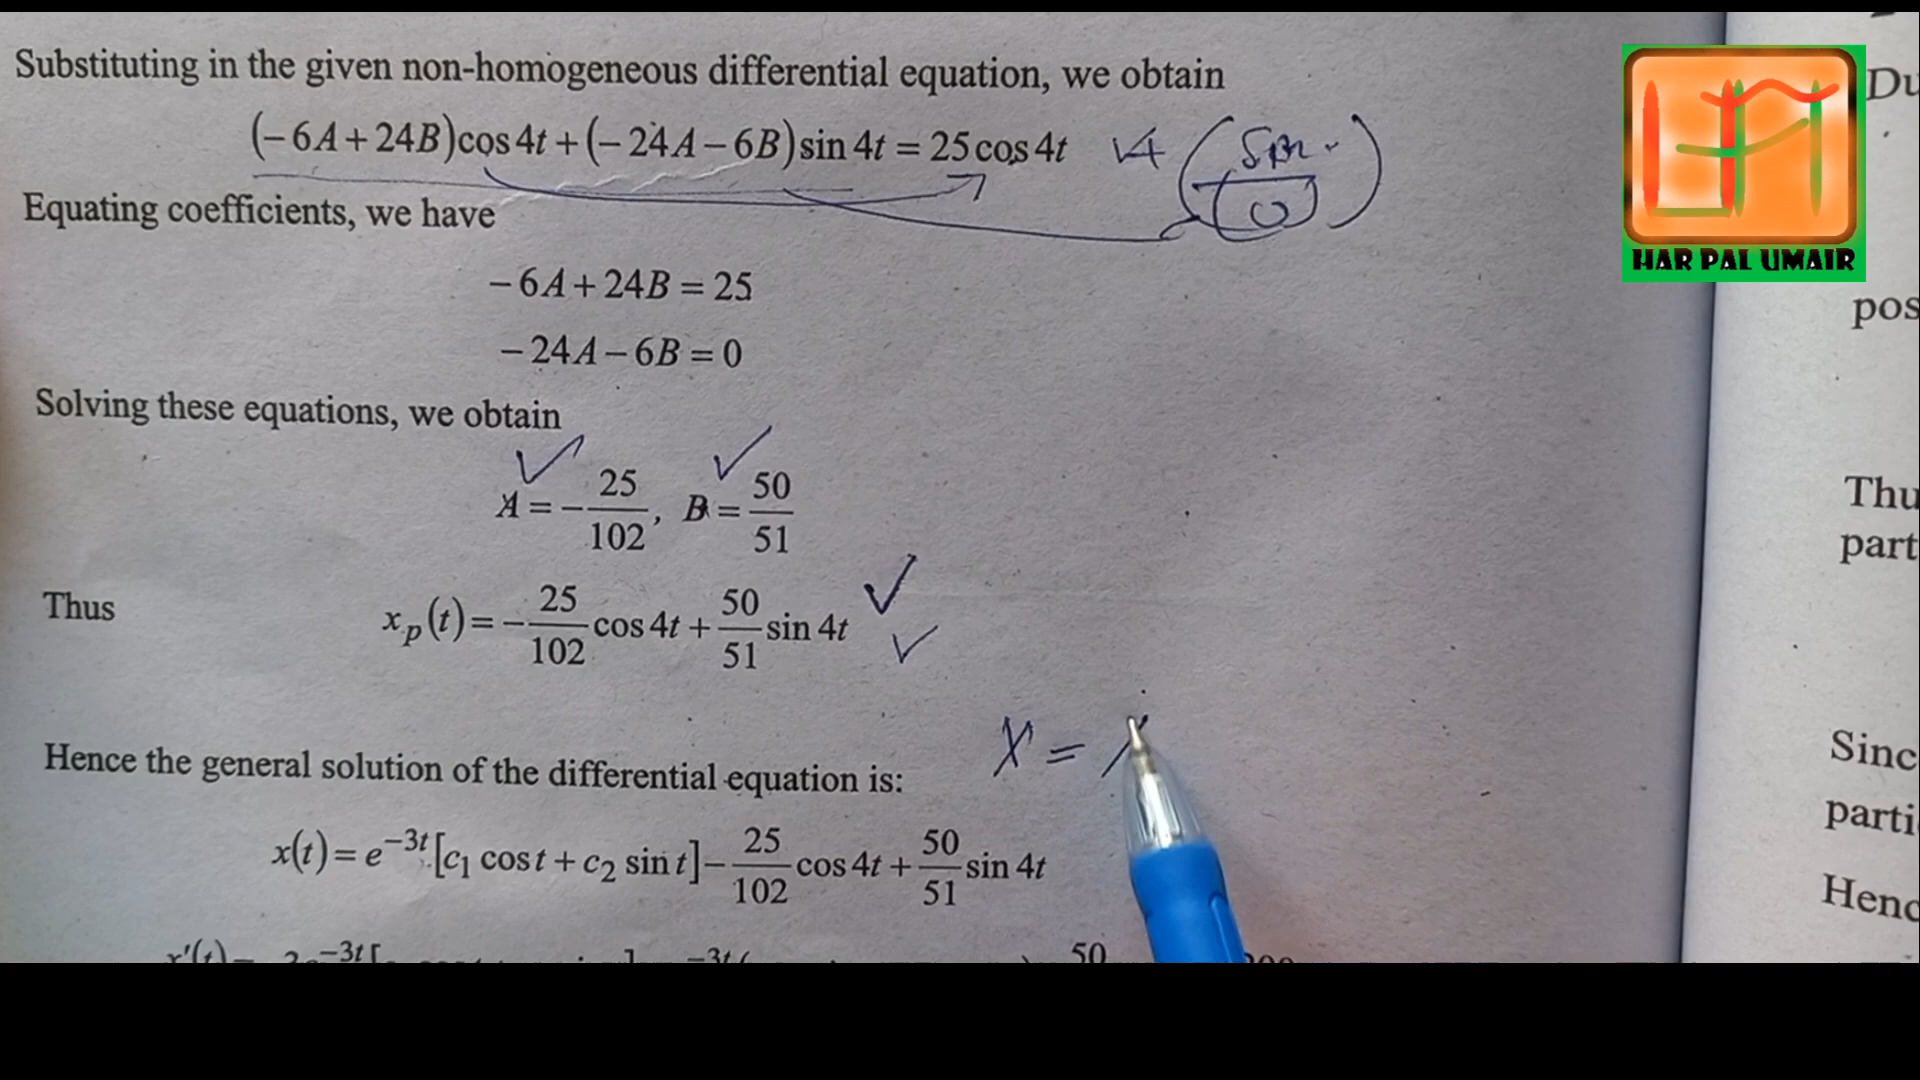 Substituting in the given non-homogeneous differential equation, we obtain
(−6A+24B)cos 4t + (−24A−6B)sin 4t = 25cos 4t
Equating coefficients, we have
−6A+24B = 25
−24A−6B = 0
Solving these equations, we obtain
A = −25/102, B = 50/51
Thus xₚ(t) = −25/102 cos 4t + 50/51 sin 4t
X =
Hence the general solution of the differential equation is:
x(t) = e⁻³ᵗ[c₁ cos t + c₂ sin t] − 25/102 cos 4t + 50/51 sin 4t
HAR PAL UMAIR
Du
pos
Thu
part
Sinc
parti
Henc